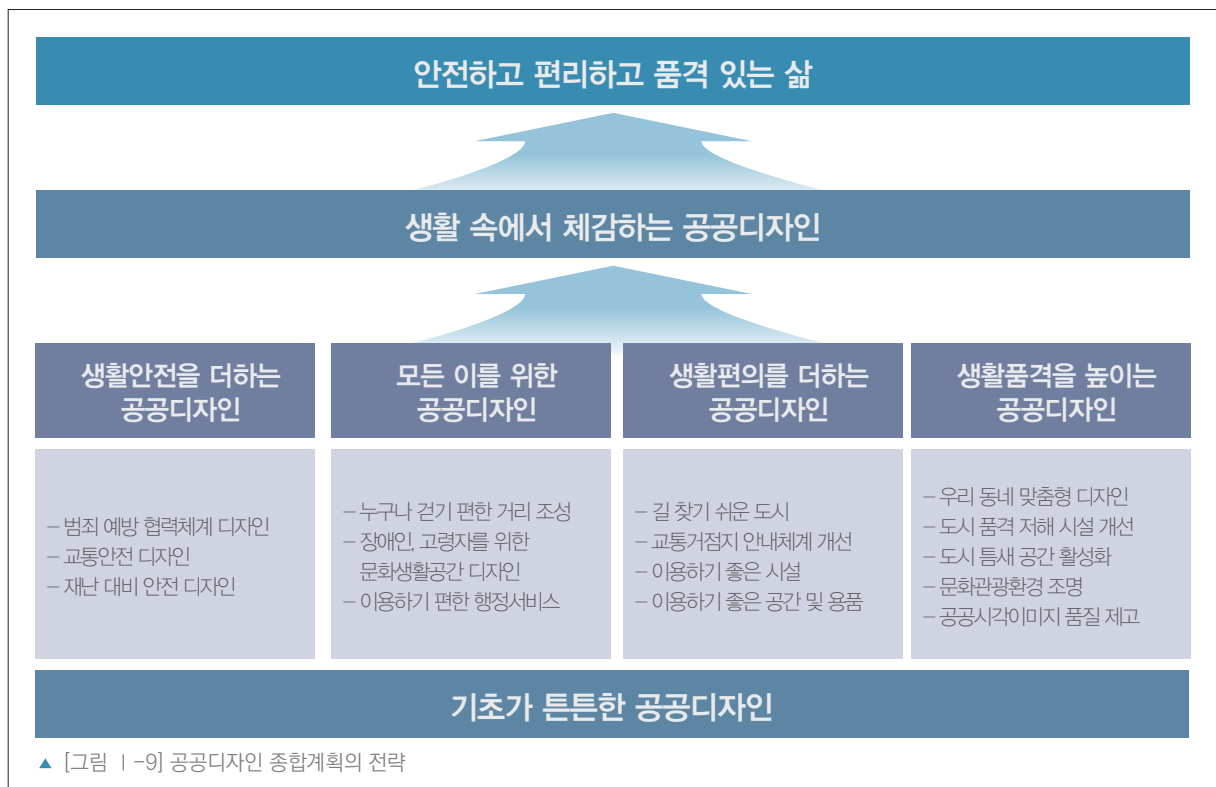 안전하고 편리하고 품격 있는 삶
생활 속에서 체감하는 공공디자인
생활안전을 더하는
공공디자인
– 범죄 예방 협력체계 디자인
– 교통안전 디자인
– 재난 대비 안전 디자인
모든 이를 위한
공공디자인
– 누구나 걷기 편한 거리 조성
– 장애인, 고령자를 위한
문화생활공간 디자인
– 이용하기 편한 행정서비스
생활편의를 더하는
공공디자인
– 길 찾기 쉬운 도시
– 교통거점지 안내체계 개선
– 이용하기 좋은 시설
– 이용하기 좋은 공간 및 용품
생활품격을 높이는
공공디자인
– 우리 동네 맞춤형 디자인
– 도시 품격 저해 시설 개선
– 도시 틈새 공간 활성화
– 문화관광환경 조명
– 공공시각이미지 품질 제고
기초가 튼튼한 공공디자인
▲ [그림 Ⅰ-9] 공공디자인 종합계획의 전략